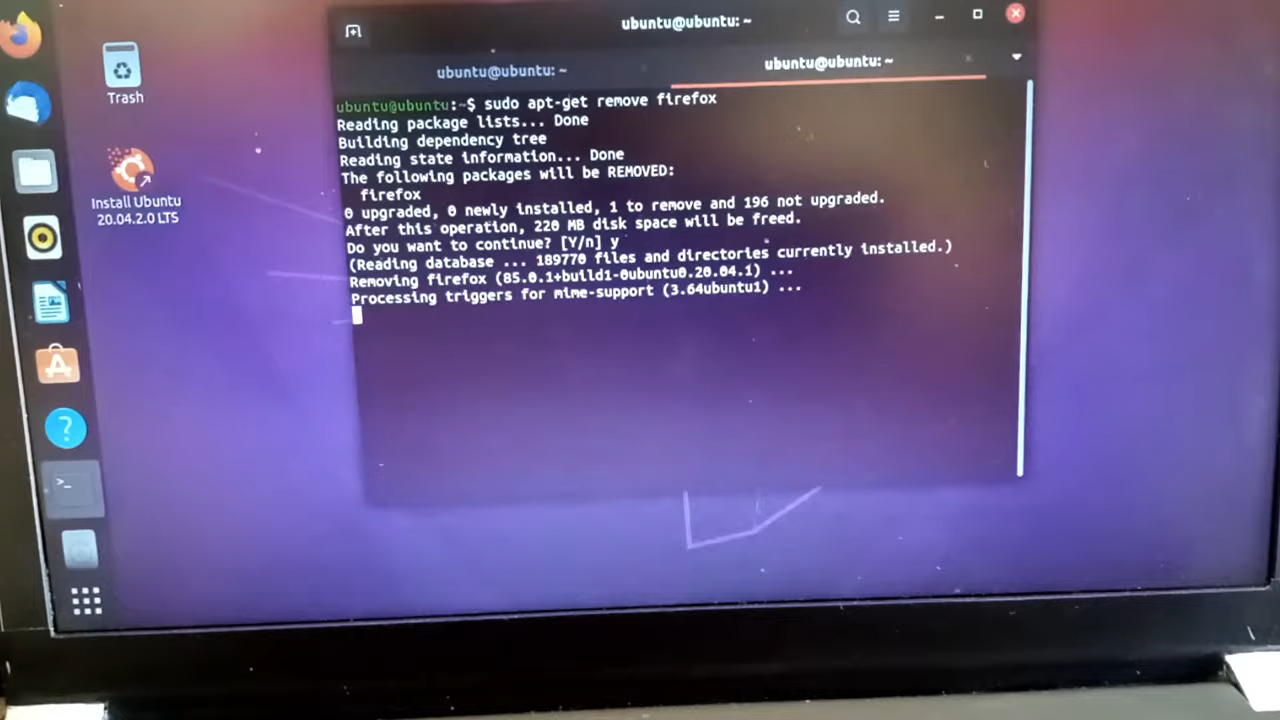 ubuntu@ubuntu: ~
ubuntu@ubuntu: ~
ubuntu@ubuntu: ~
Trash
Install Ubuntu
20.04.2.0 LTS
ubuntu@ubuntu:~$ sudo apt-get remove firefox
Reading package lists... Done
Building dependency tree
Reading state information... Done
The following packages will be REMOVED:
firefox
0 upgraded, 0 newly installed, 1 to remove and 196 not upgraded.
After this operation, 220 MB disk space will be freed.
Do you want to continue? [Y/n] y
(Reading database ... 189770 files and directories currently installed.)
Removing firefox (85.0.1+build1-0ubuntu0.20.04.1) ...
Processing triggers for mime-support (3.64ubuntu1) ...